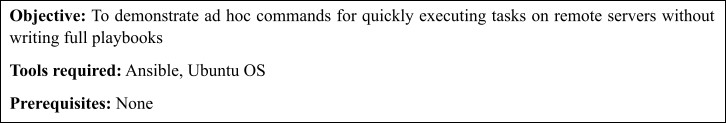 Objective: To demonstrate ad hoc commands for quickly executing tasks on remote servers without
writing full playbooks
Tools required: Ansible, Ubuntu OS
Prerequisites: None